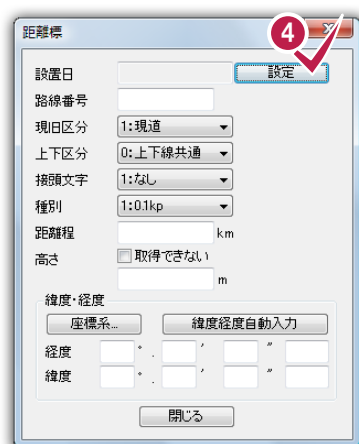 距離標
4
設置日 設定
路線番号
現旧区分 1:現道
上下区分 0:上下線共通
接頭文字 1:なし
種別 1:0.1kp
距離程 km
高さ 取得できない
m
緯度・経度
座標系... 緯度経度自動入力
経度 ° . ′ ″
緯度 ° . ′ ″
閉じる